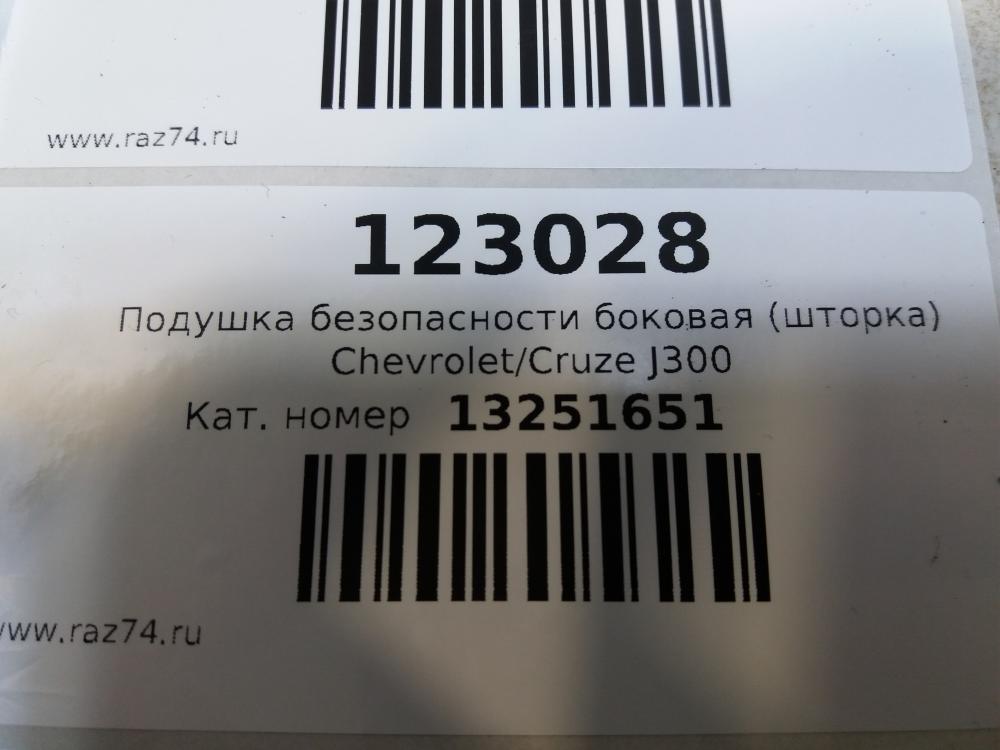 www.raz74.ru
123028
Подушка безопасности боковая (шторка)
Chevrolet/Cruze J300
Кат. номер 13251651
www.raz74.ru